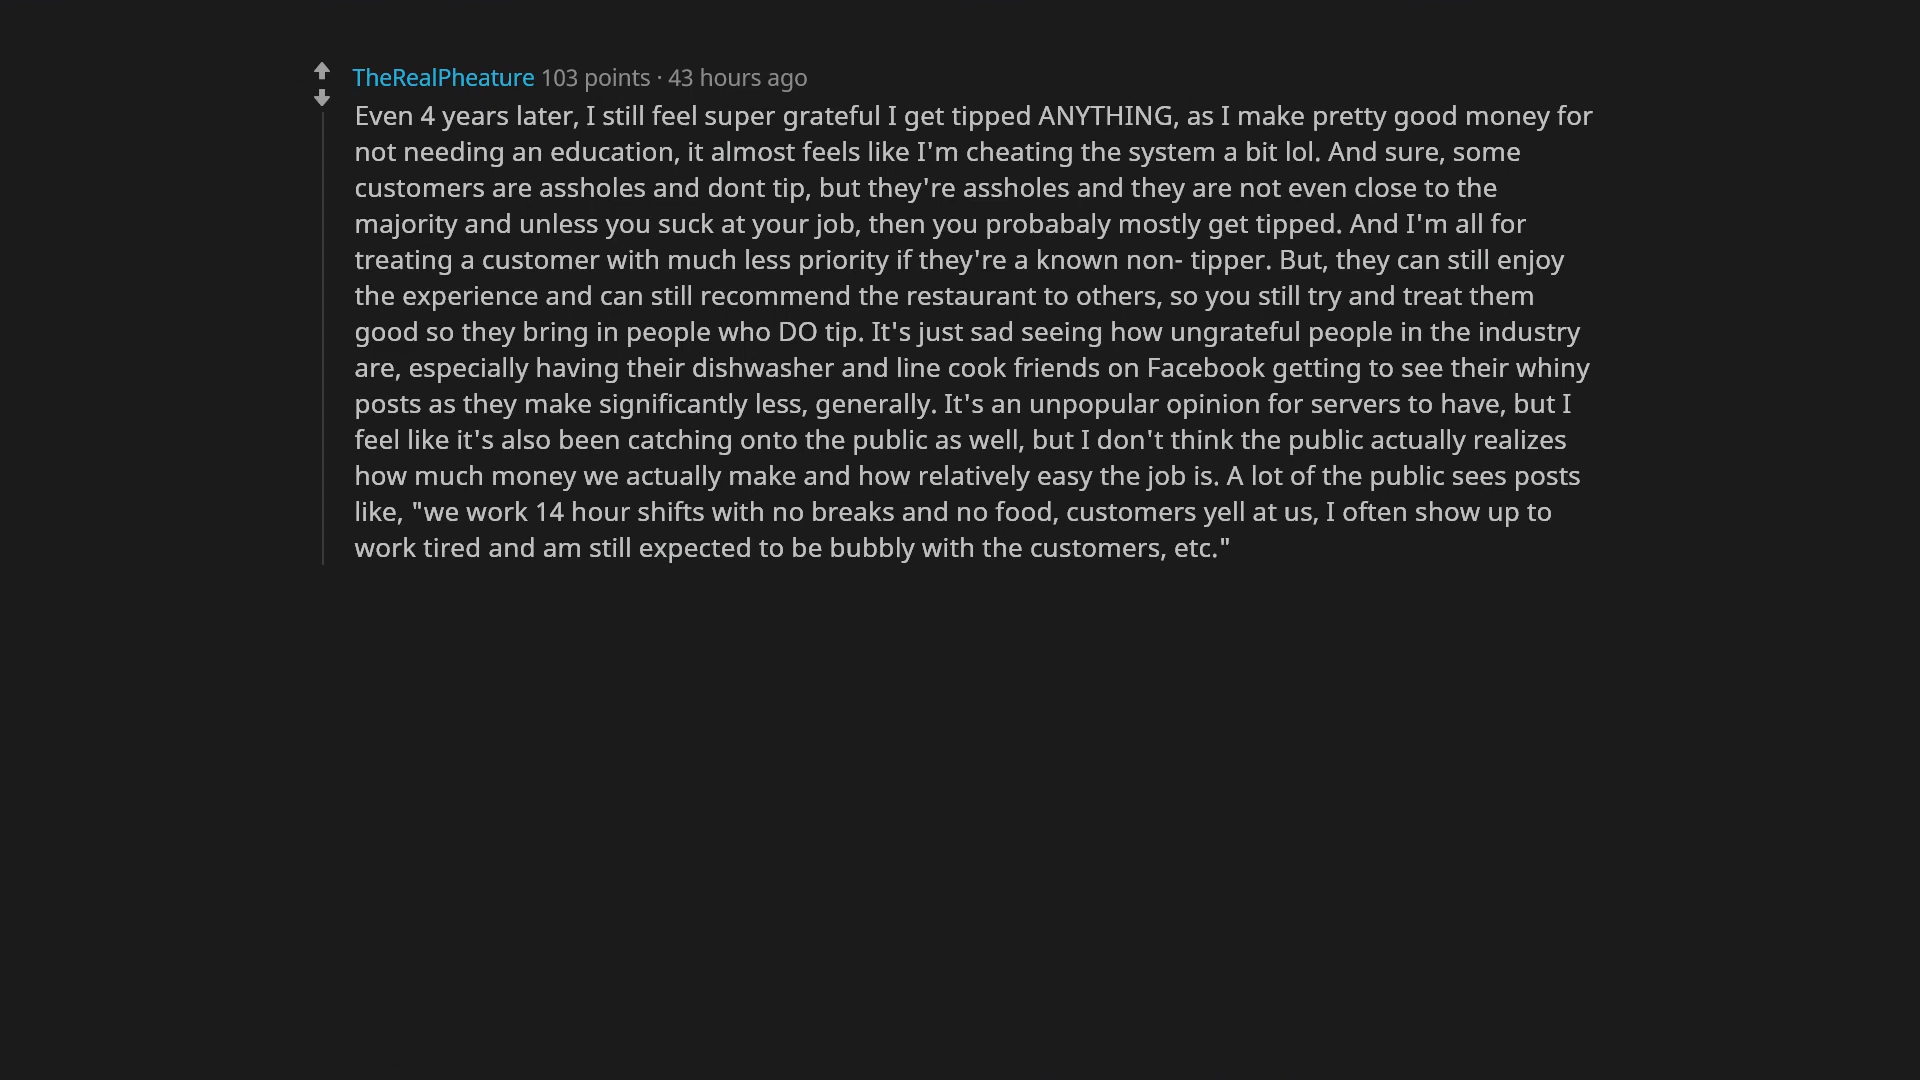 TheRealPheature 103 points · 43 hours ago
Even 4 years later, I still feel super grateful I get tipped ANYTHING, as I make pretty good money for
not needing an education, it almost feels like I'm cheating the system a bit lol. And sure, some
customers are assholes and dont tip, but they're assholes and they are not even close to the
majority and unless you suck at your job, then you probabaly mostly get tipped. And I'm all for
treating a customer with much less priority if they're a known non- tipper. But, they can still enjoy
the experience and can still recommend the restaurant to others, so you still try and treat them
good so they bring in people who DO tip. It's just sad seeing how ungrateful people in the industry
are, especially having their dishwasher and line cook friends on Facebook getting to see their whiny
posts as they make significantly less, generally. It's an unpopular opinion for servers to have, but I
feel like it's also been catching onto the public as well, but I don't think the public actually realizes
how much money we actually make and how relatively easy the job is. A lot of the public sees posts
like, "we work 14 hour shifts with no breaks and no food, customers yell at us, I often show up to
work tired and am still expected to be bubbly with the customers, etc."